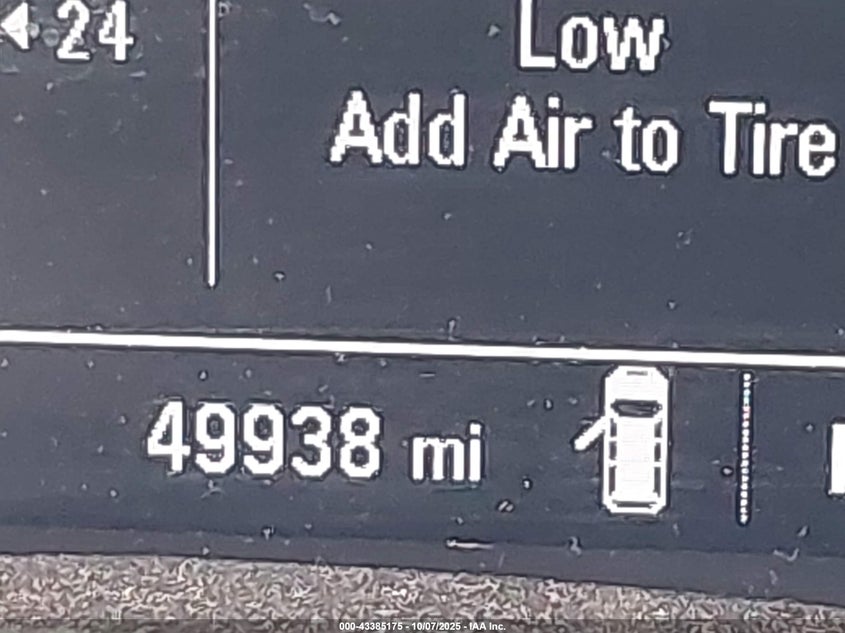 24
Low
Add Air to Tire
49938 mi
000-43385175 - 10/07/2025 - IAA Inc.